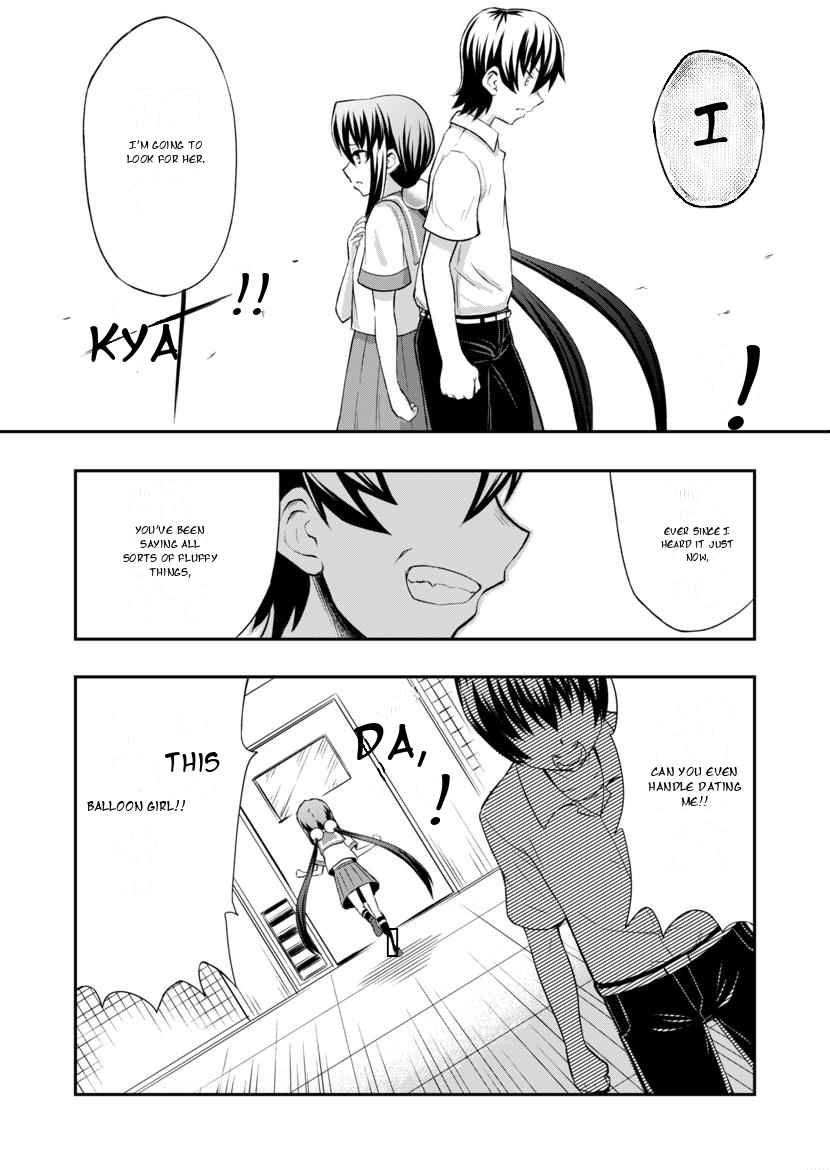 I
!
I'M GOING TO
LOOK FOR HER.
!!
KYA
EVER SINCE I
HEARD IT JUST
NOW,
YOU'VE BEEN
SAYING ALL
SORTS OF FLUFFY
THINGS,
CAN YOU EVEN
HANDLE DATING
ME!!
DA,
!
THIS
BALLOON GIRL!!